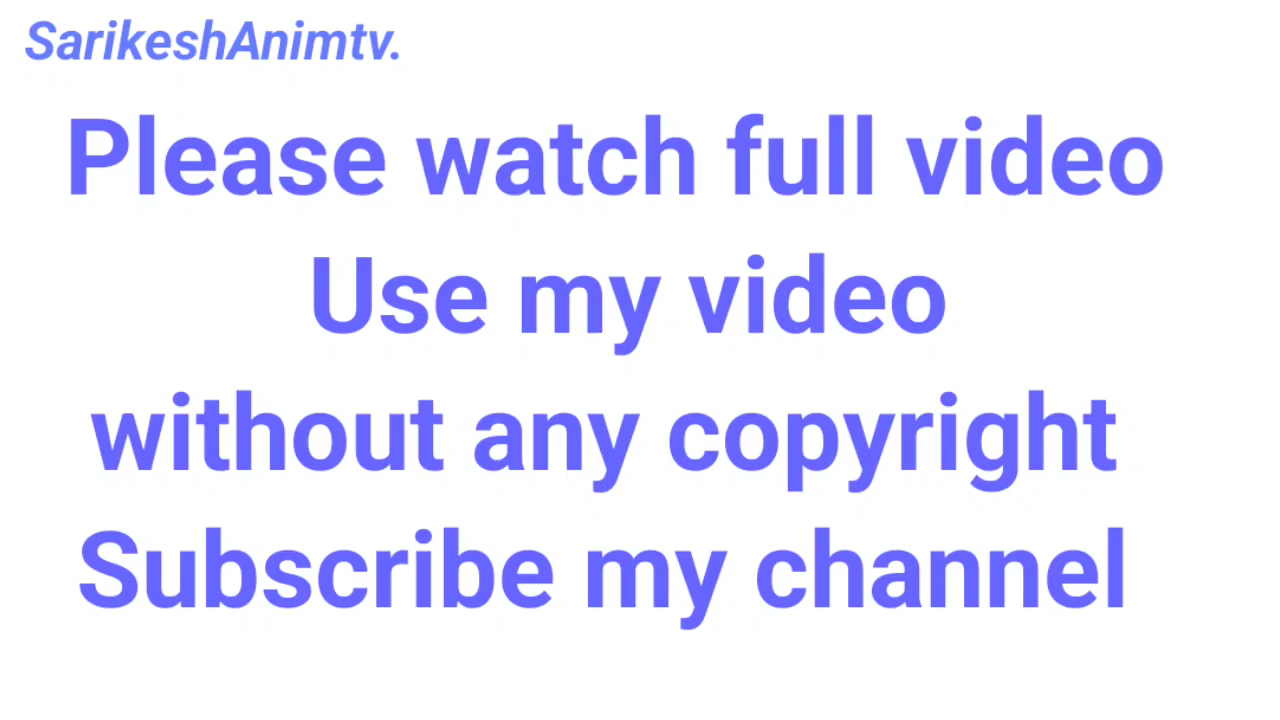 SarikeshAnimtv.
Please watch full video
Use my video
without any copyright
Subscribe my channel